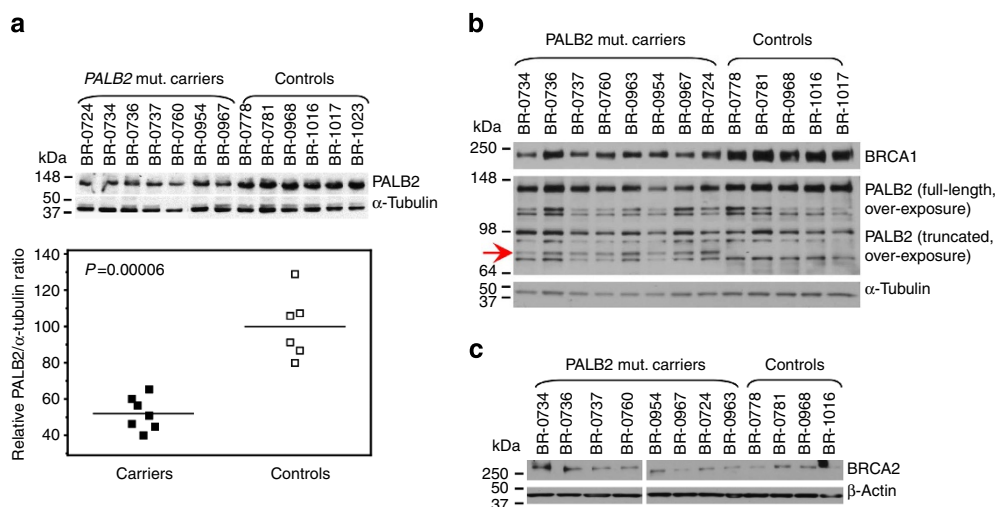 a
PALB2 mut. carriers
Controls
BR-0724
BR-0734
BR-0736
BR-0737
BR-0760
BR-0954
BR-0967
BR-0778
BR-0781
BR-0968
BR-1016
BR-1017
BR-1023
kDa
148
50
37
PALB2
α-Tubulin
P=0.00006
Relative PALB2/α-tubulin ratio
140
120
100
80
60
40
Carriers
Controls
b
PALB2 mut. carriers
Controls
BR-0734
BR-0736
BR-0737
BR-0760
BR-0963
BR-0954
BR-0967
BR-0724
BR-0778
BR-0781
BR-0968
BR-1016
BR-1017
kDa
250
148
98
64
50
37
BRCA1
PALB2 (full-length,
over-exposure)
PALB2 (truncated,
over-exposure)
α-Tubulin
c
PALB2 mut. carriers
Controls
BR-0734
BR-0736
BR-0737
BR-0760
BR-0954
BR-0967
BR-0724
BR-0963
BR-0778
BR-0781
BR-0968
BR-1016
kDa
250
50
37
BRCA2
β-Actin